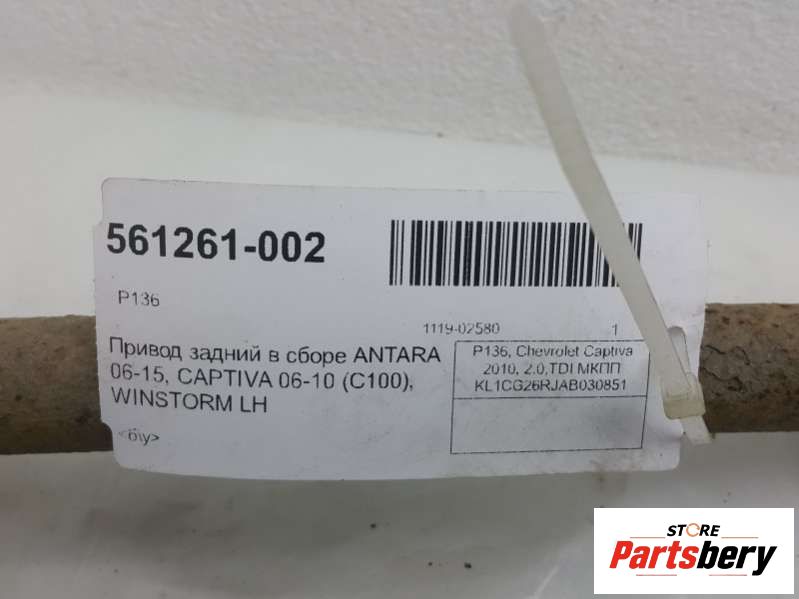 561261-002
P136
1119-02580 1
Привод задний в сборе ANTARA
06-15, CAPTIVA 06-10 (C100),
WINSTORM LH
<б/у>
P136, Chevrolet Captiva
2010, 2.0,TDI МКПП
KL1CG26RJAB030851
STORE
Partsbery